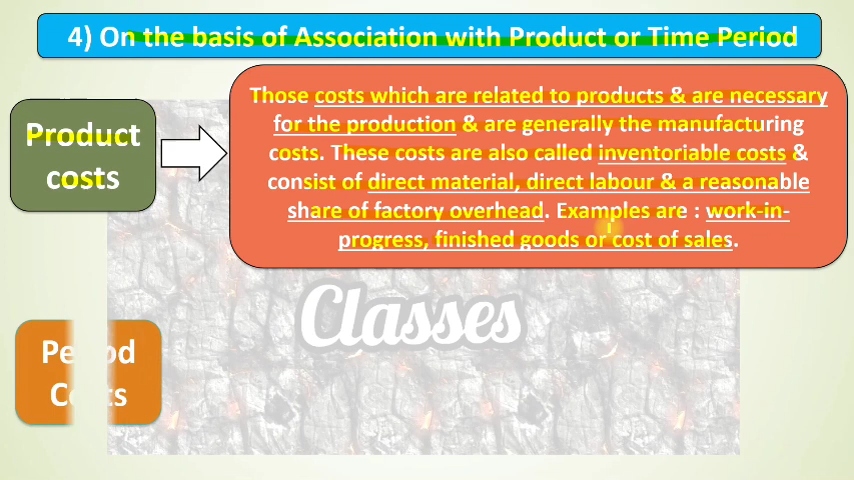 4) On the basis of Association with Product or Time Period
Product
costs
Those costs which are related to products & are necessary
for the production & are generally the manufacturing
costs. These costs are also called inventoriable costs &
consist of direct material, direct labour & a reasonable
share of factory overhead. Examples are : work-in-
progress, finished goods or cost of sales.
Classes
Period
Costs